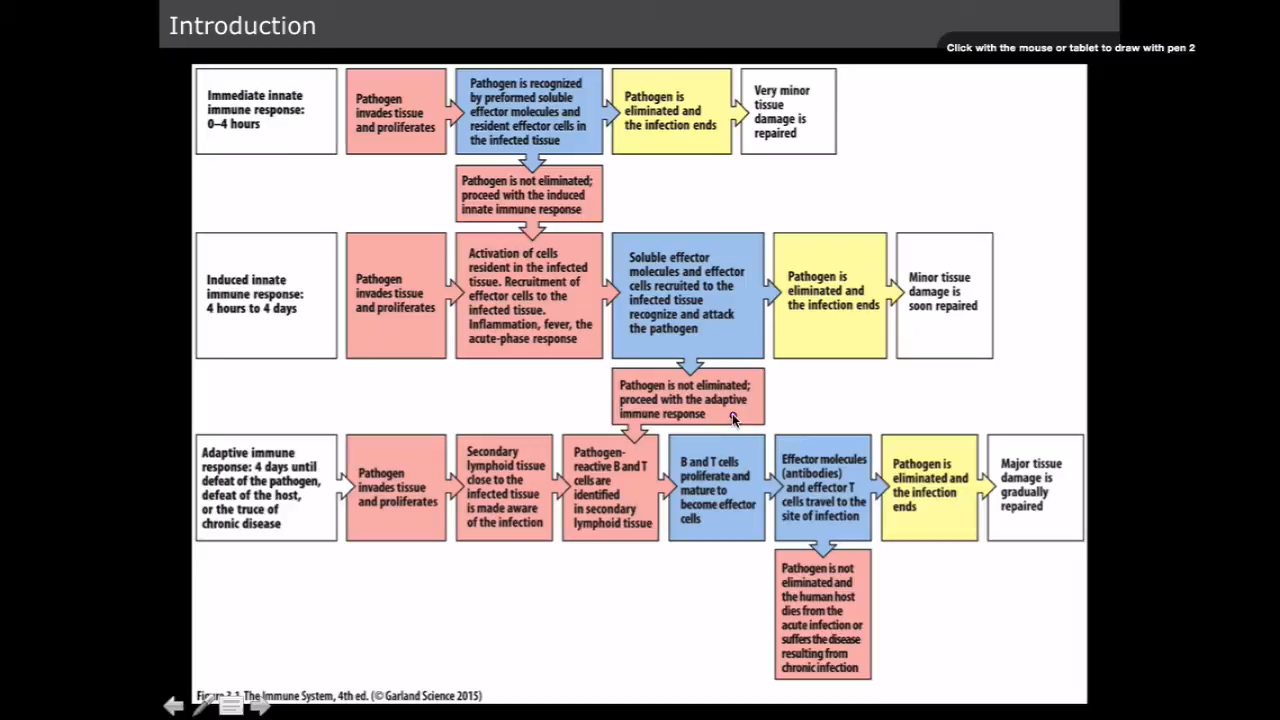 Introduction
Click with the mouse or tablet to draw with pen 2
Immediate innate
immune response:
0–4 hours
Pathogen
invades tissue
and proliferates
Pathogen is recognized
by preformed soluble
effector molecules and
resident effector cells in
the infected tissue
Pathogen is
eliminated and
the infection ends
Very minor
tissue
damage is
repaired
Pathogen is not eliminated;
proceed with the induced
innate immune response
Induced innate
immune response:
4 hours to 4 days
Pathogen
invades tissue
and proliferates
Activation of cells
resident in the infected
tissue. Recruitment of
effector cells to the
infected tissue.
Inflammation, fever, the
acute-phase response
Soluble effector
molecules and effector
cells recruited to the
infected tissue
recognize and attack
the pathogen
Pathogen is
eliminated and
the infection ends
Minor tissue
damage is
soon repaired
Pathogen is not eliminated;
proceed with the adaptive
immune response
Adaptive immune
response: 4 days until
defeat of the pathogen,
defeat of the host,
or the truce of
chronic disease
Pathogen
invades tissue
and proliferates
Secondary
lymphoid tissue
close to the
infected tissue
is made aware
of the infection
Pathogen-
reactive B and T
cells are
identified
in secondary
lymphoid tissue
B and T cells
proliferate and
mature to
become effector
cells
Effector molecules
(antibodies)
and effector T
cells travel to the
site of infection
Pathogen is
eliminated and
the infection
ends
Major tissue
damage is
gradually
repaired
Pathogen is not
eliminated and
the human host
dies from the
acute infection or
suffers the disease
resulting from
chronic infection
Figure 3.1 The Immune System, 4th ed. (© Garland Science 2015)